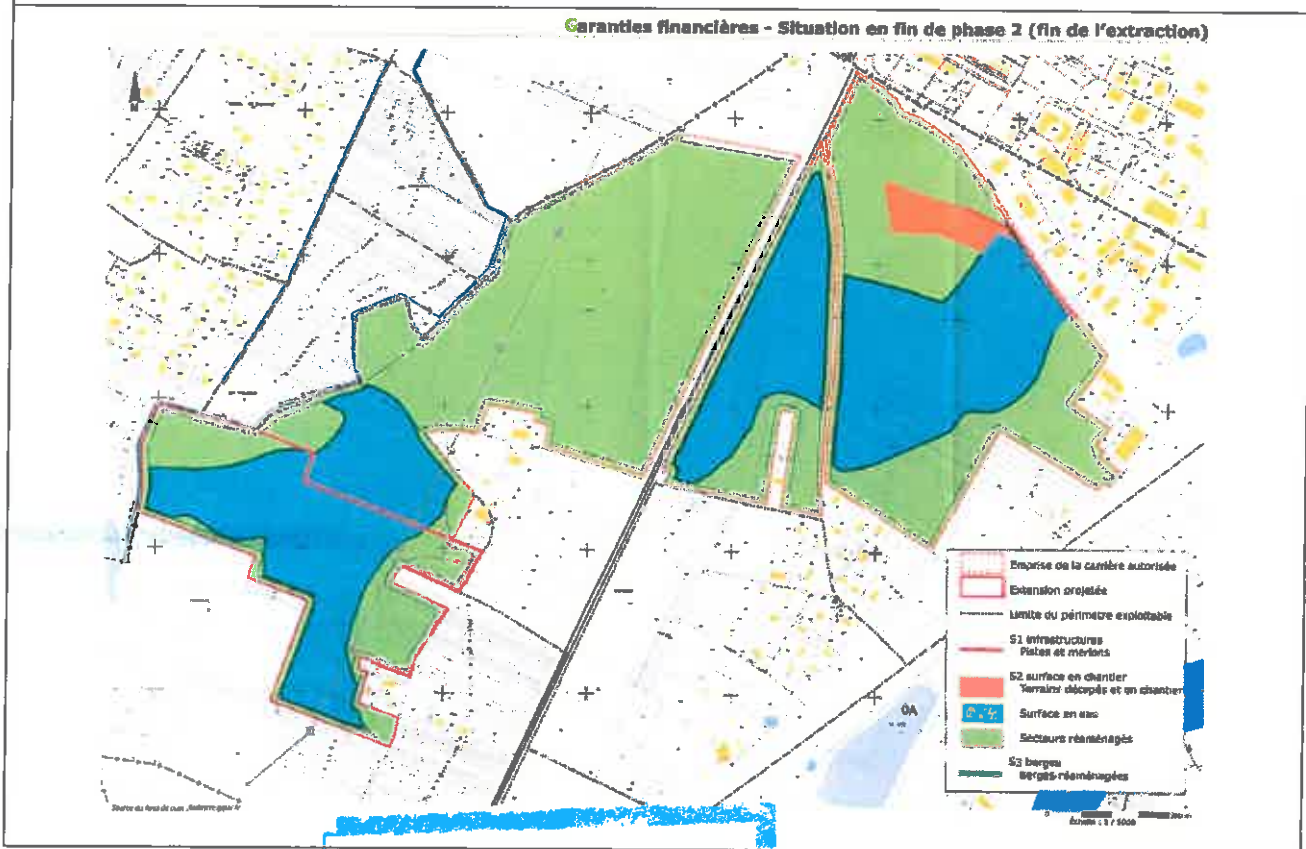 Garanties financières - Situation en fin de phase 2 (fin de l'extraction)
N
Emprise de la carrière autorisée
Extension projetée
Limite du périmètre exploitable
S1 infrastructures
Pistes et merlons
S2 surface en chantier
Terrains décapés et en chantier
Surface en eau
Secteurs réaménagés
S3 berges
Berges réaménagées
0A